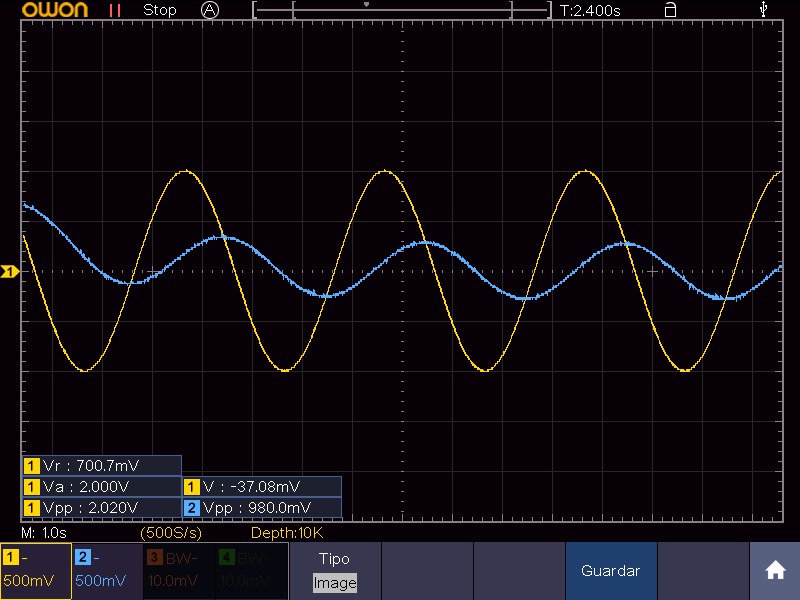 OWON Stop A T:2.400s
1
1 Vr : 700.7mV
1 Va : 2.000V 1 V : -37.08mV
1 Vpp : 2.020V 2 Vpp : 980.0mV
M: 1.0s (500S/s) Depth:10K
1 - 2 - 3 BW- 4 BW- Tipo
500mV 500mV 10.0mV 10.0mV Image
Guardar